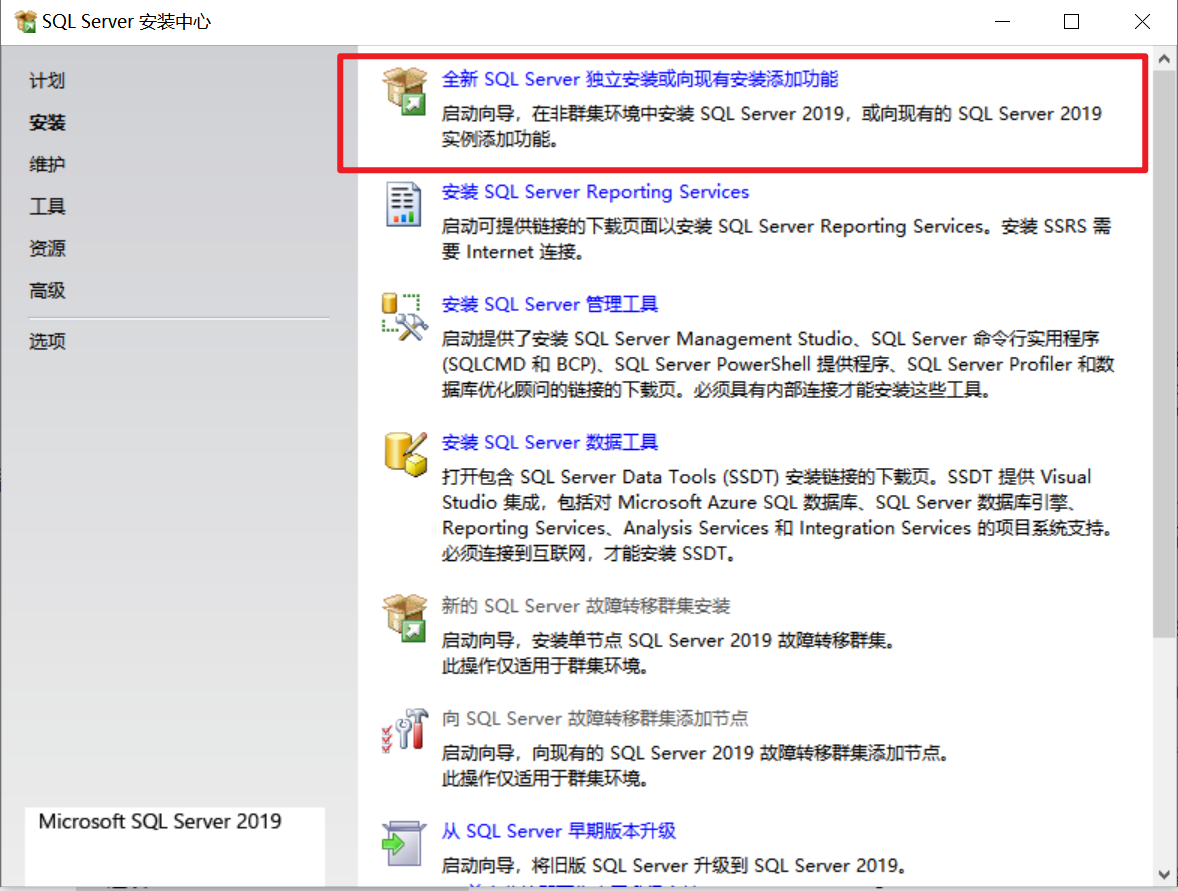 SQL Server 安装中心
计划
安装
维护
工具
资源
高级
选项
Microsoft SQL Server 2019
全新 SQL Server 独立安装或向现有安装添加功能
启动向导，在非群集环境中安装 SQL Server 2019，或向现有的 SQL Server 2019
实例添加功能。
安装 SQL Server Reporting Services
启动可提供链接的下载页面以安装 SQL Server Reporting Services。安装 SSRS 需
要 Internet 连接。
安装 SQL Server 管理工具
启动提供了安装 SQL Server Management Studio、SQL Server 命令行实用程序
(SQLCMD 和 BCP)、SQL Server PowerShell 提供程序、SQL Server Profiler 和数
据库优化顾问的链接的下载页。必须具有内部连接才能安装这些工具。
安装 SQL Server 数据工具
打开包含 SQL Server Data Tools (SSDT) 安装链接的下载页。SSDT 提供 Visual
Studio 集成，包括对 Microsoft Azure SQL 数据库、SQL Server 数据库引擎、
Reporting Services、Analysis Services 和 Integration Services 的项目系统支持。
必须连接到互联网，才能安装 SSDT。
新的 SQL Server 故障转移群集安装
启动向导，安装单节点 SQL Server 2019 故障转移群集。
此操作仅适用于群集环境。
向 SQL Server 故障转移群集添加节点
启动向导，向现有的 SQL Server 2019 故障转移群集添加节点。
此操作仅适用于群集环境。
从 SQL Server 早期版本升级
启动向导，将旧版 SQL Server 升级到 SQL Server 2019。